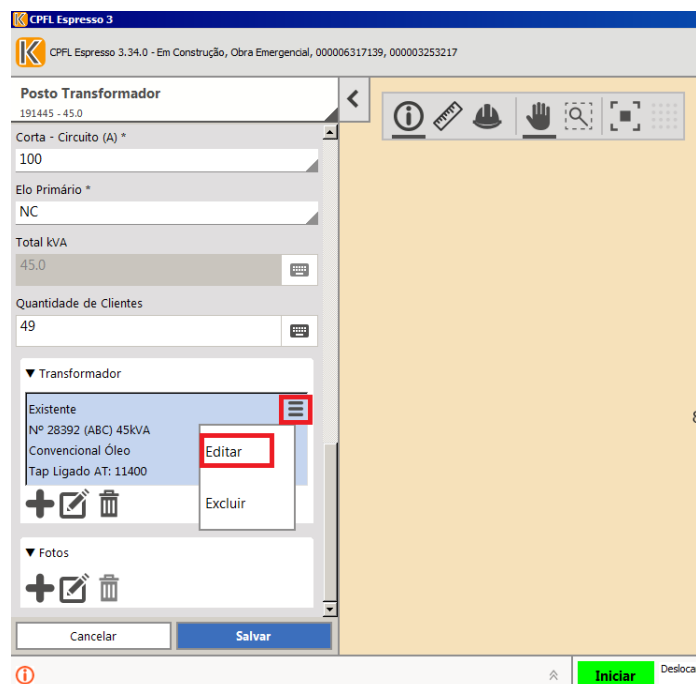 CPFL Espresso 3
CPFL Espresso 3.34.0 - Em Construção, Obra Emergencial, 000006317139, 000003253217
Posto Transformador
191445 - 45.0
Corta - Circuito (A) *
100
Elo Primário *
NC
Total kVA
45.0
Quantidade de Clientes
49
▼ Transformador
Existente
Nº 28392 (ABC) 45kVA
Convencional Óleo
Tap Ligado AT: 11400
Editar
Excluir
▼ Fotos
Cancelar
Salvar
Iniciar
Desloca